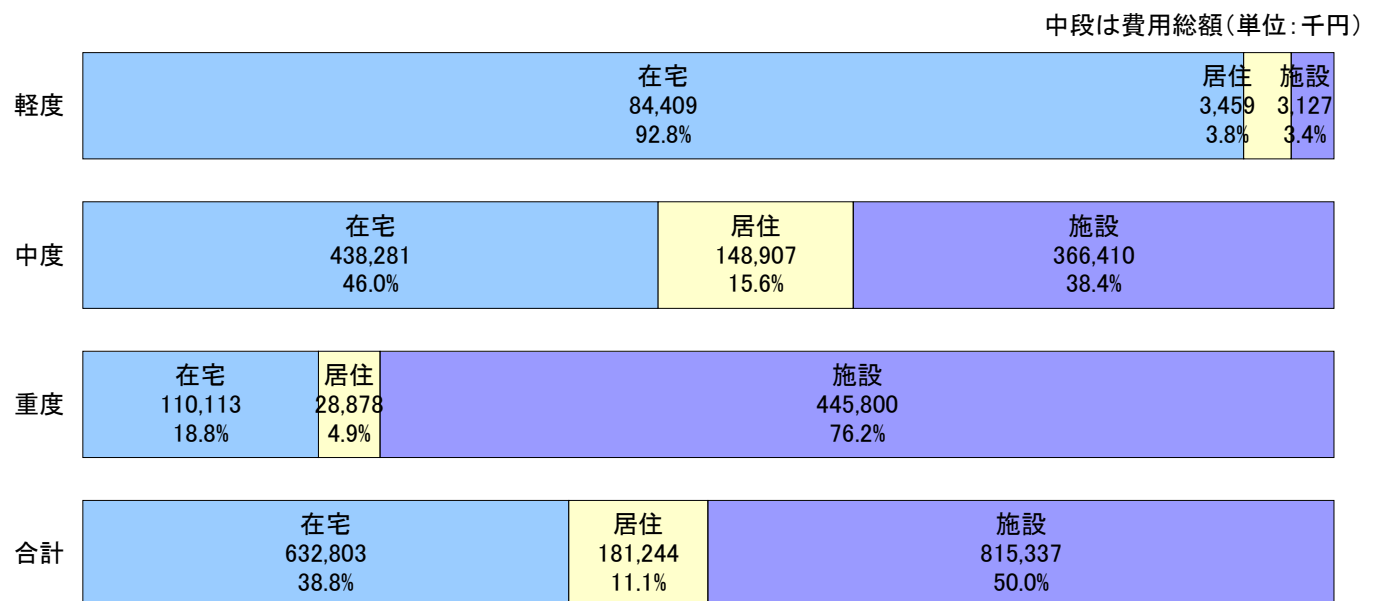 中段は費用総額(単位:千円)
軽度
在宅 居住 施設
84,409 3,459 3,127
92.8% 3.8% 3.4%
中度
在宅 居住 施設
438,281 148,907 366,410
46.0% 15.6% 38.4%
重度
在宅 居住 施設
110,113 28,878 445,800
18.8% 4.9% 76.2%
合計
在宅 居住 施設
632,803 181,244 815,337
38.8% 11.1% 50.0%